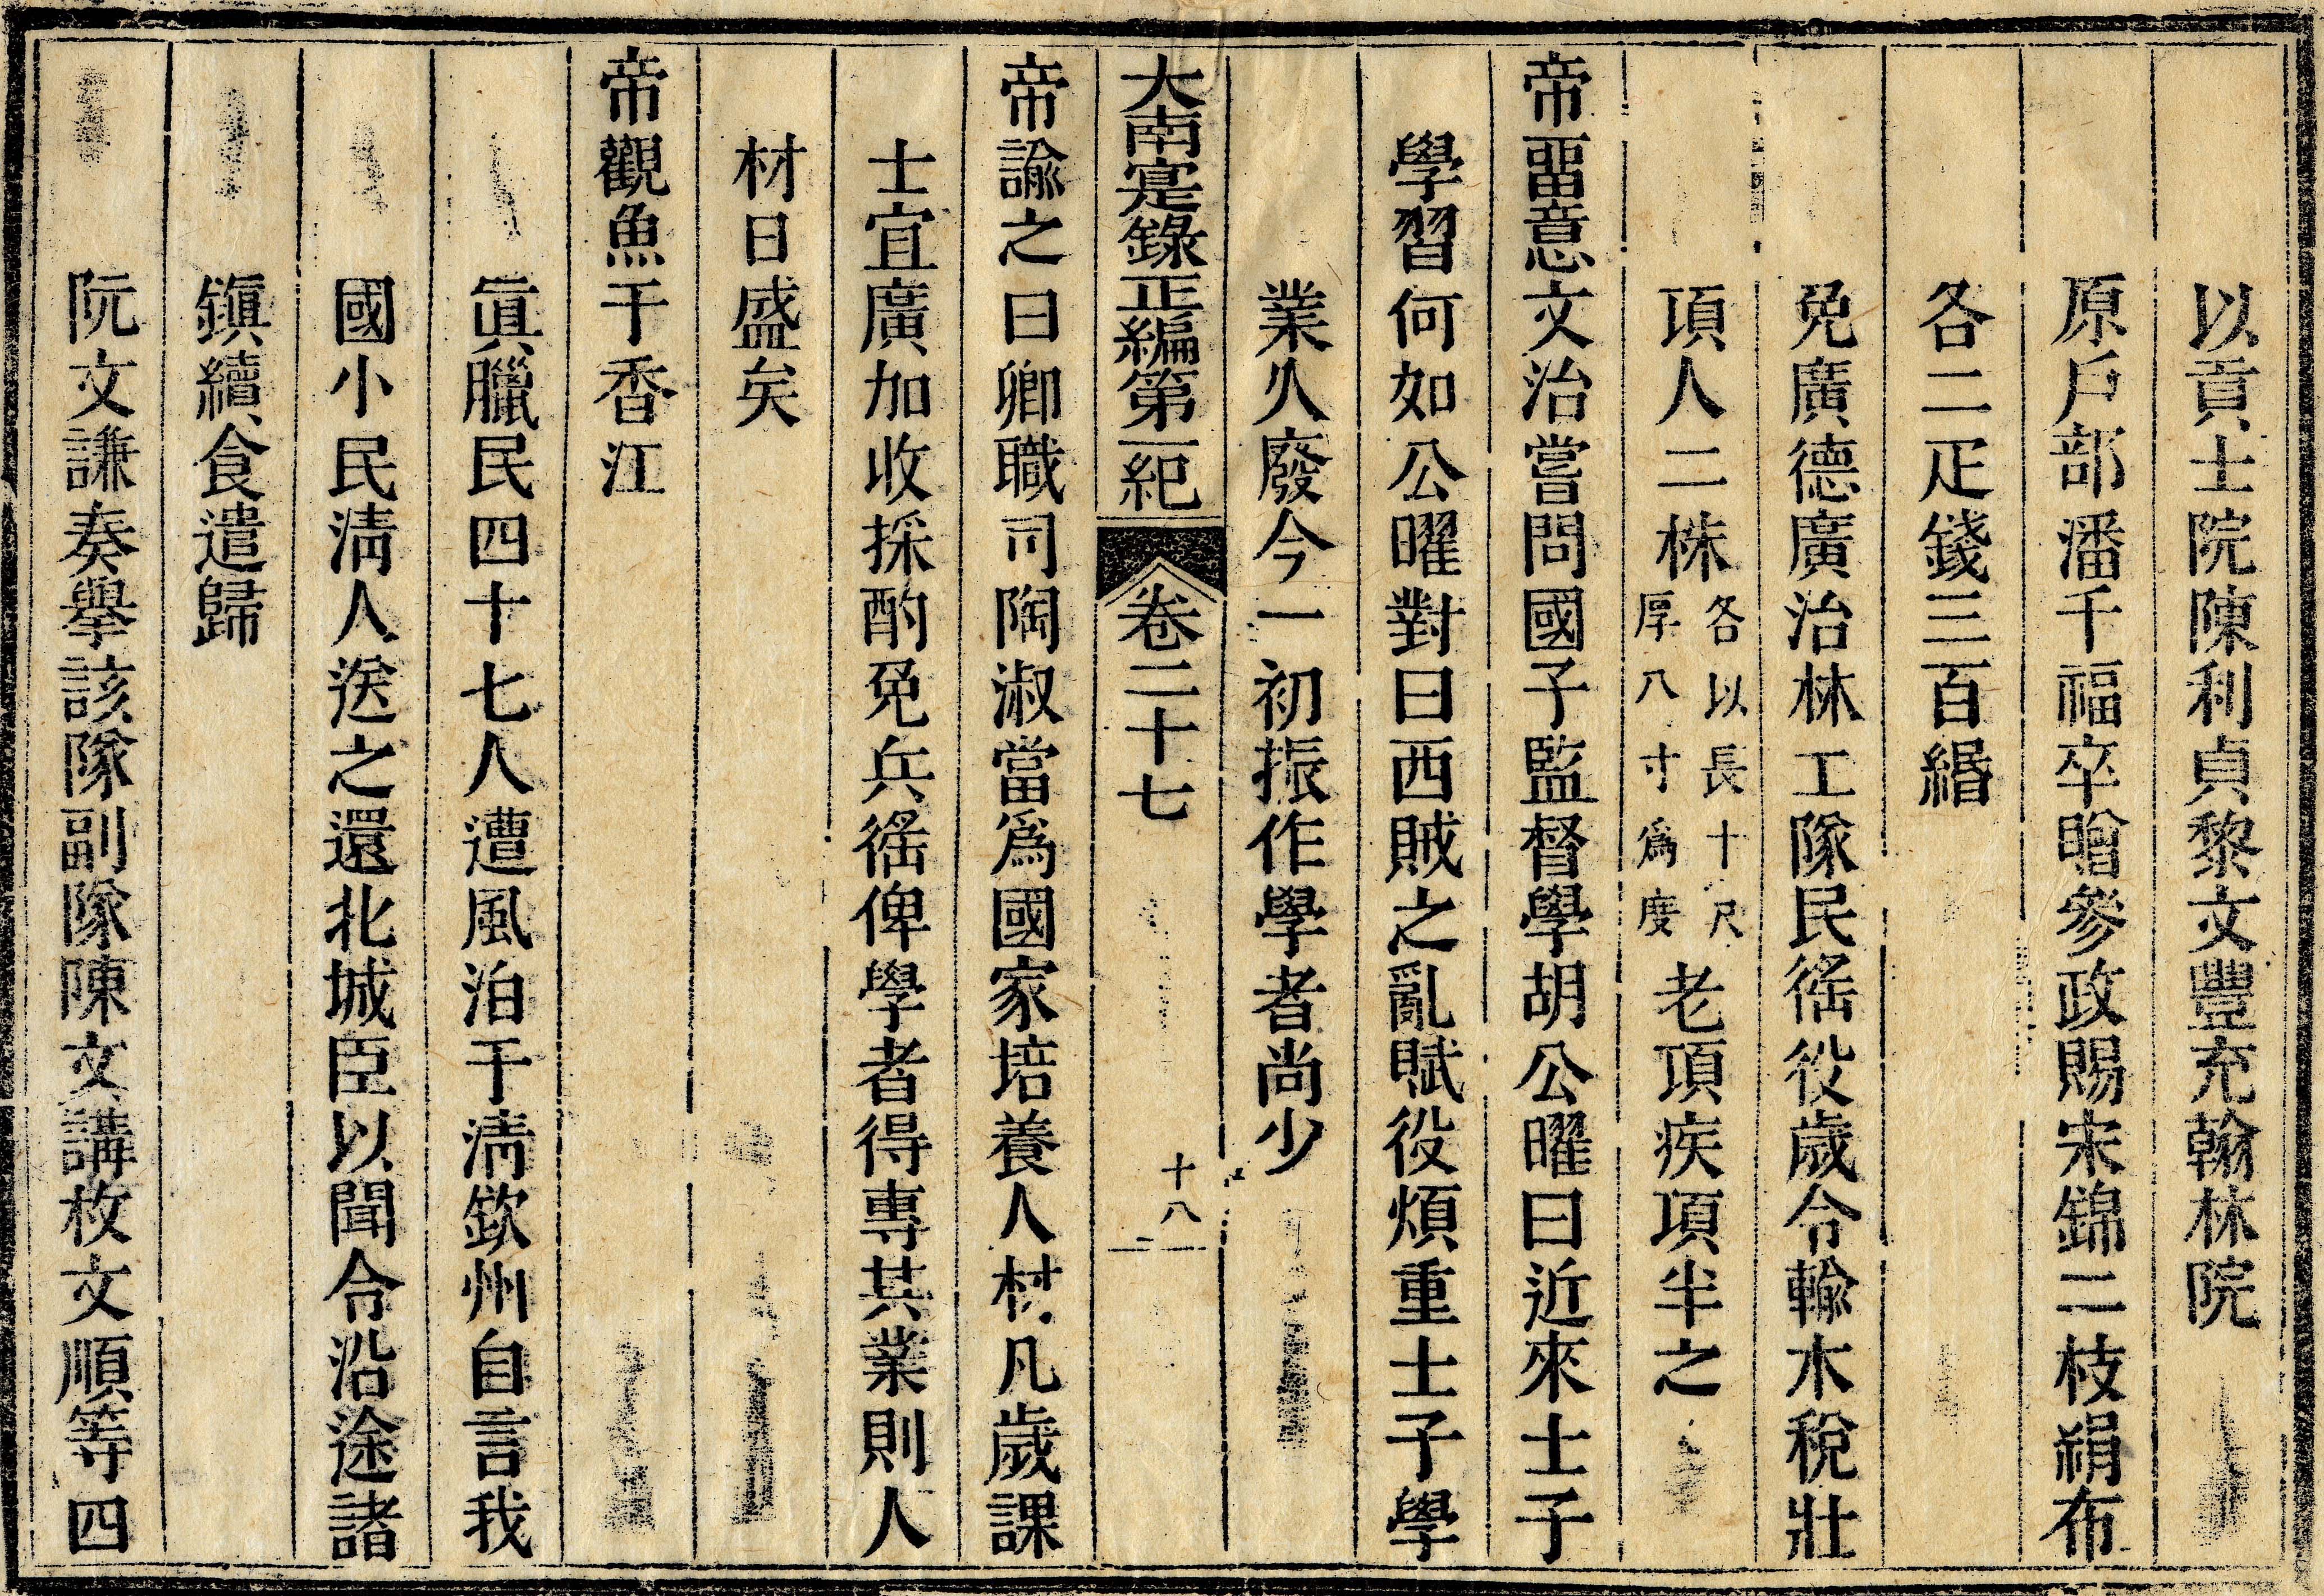 以貢士院陳利貞黎文豐充翰林院
原戶部潘千福卒贈參政賜宋錦二枝絹布
各二疋錢三百緡
免廣德廣治林工隊民徭役歲令輸木稅壯
項人二株各以長十尺厚八寸爲度老項疾項半之
帝畱意文治嘗問國子監督學胡公曜曰近來士子
學習何如公曜對曰西賊之亂賦役煩重士子學
業久廢今一初振作學者尚少
大南寔錄正編第一紀 卷二十七 十八
帝諭之曰卿職司陶淑當爲國家培養人材凡歲課
士宜廣加收採酌免兵徭俾學者得專其業則人
材日盛矣
帝觀魚于香江
眞臘民四十七人遭風泊于淸欽州自言我
國小民淸人送之還北城臣以聞令沿途諸
鎭續食遣歸
阮文謙奏舉該隊副隊陳文講枚文順等四